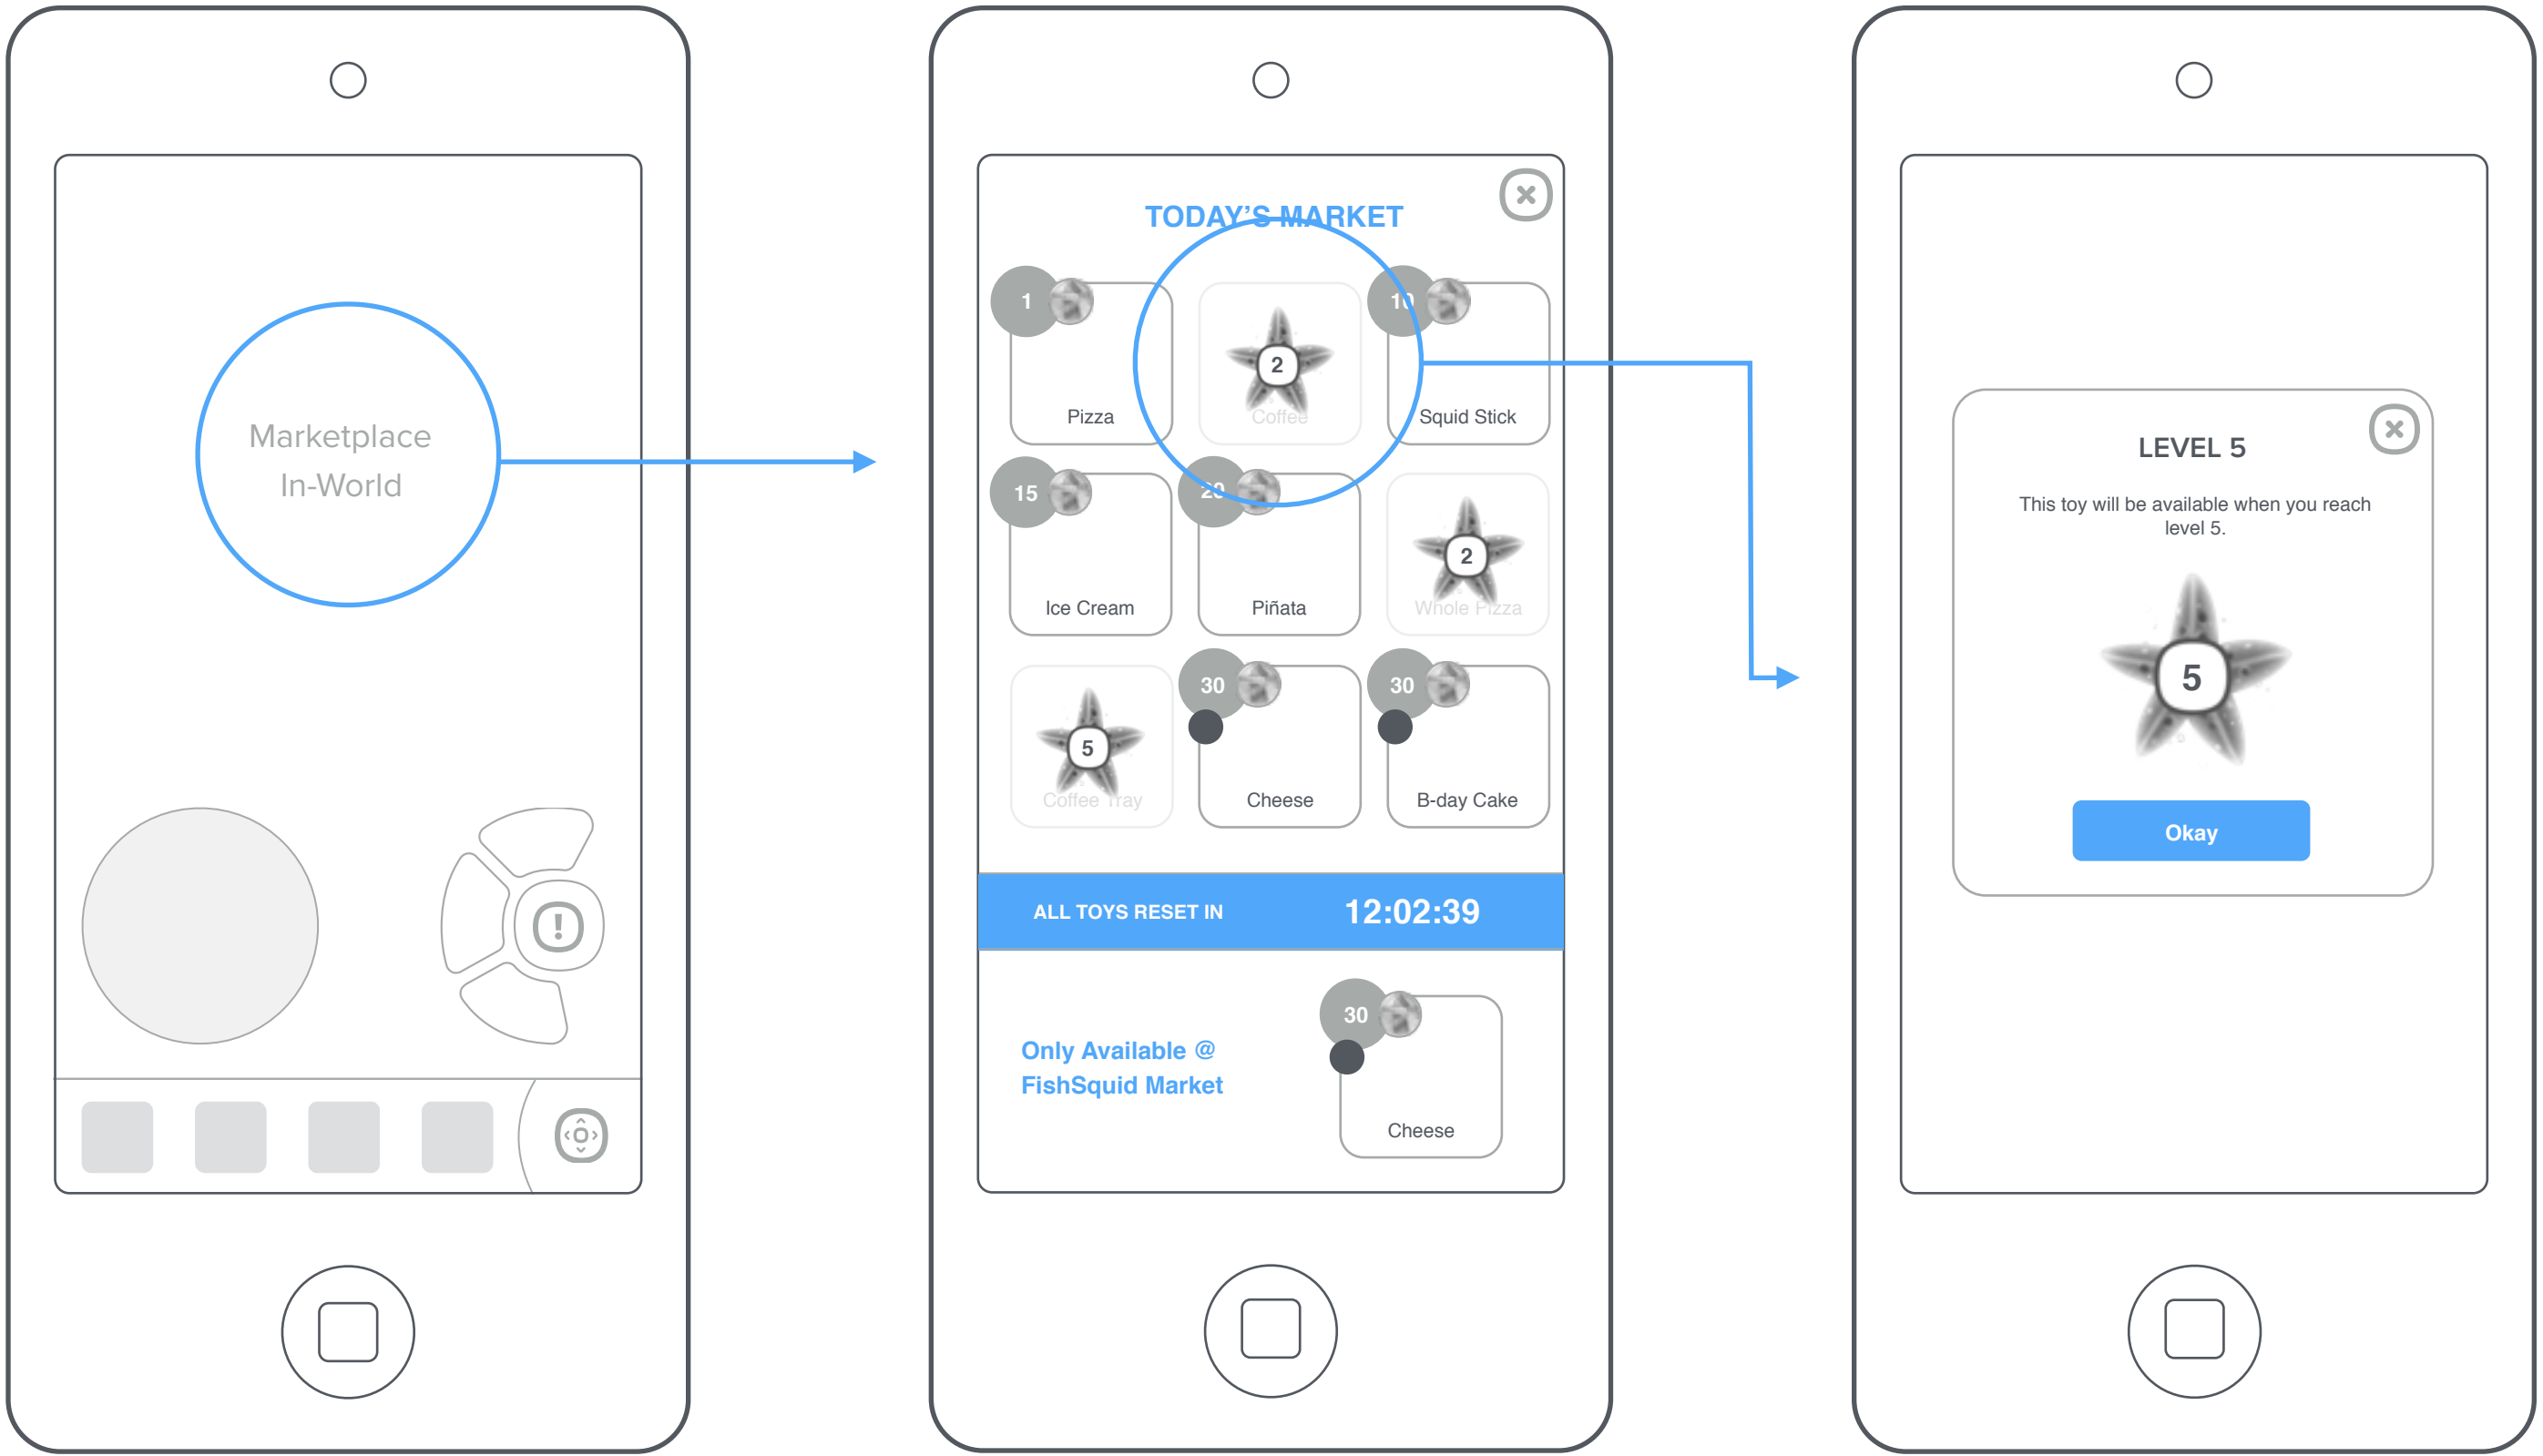 Marketplace
In-World
TODAY'S MARKET
1
2
10
Pizza
Coffee
Squid Stick
15
20
2
Ice Cream
Piñata
Whole Pizza
5
30
30
Coffee Tray
Cheese
B-day Cake
ALL TOYS RESET IN
12:02:39
Only Available @
FishSquid Market
30
Cheese
LEVEL 5
This toy will be available when you reach
level 5.
5
Okay